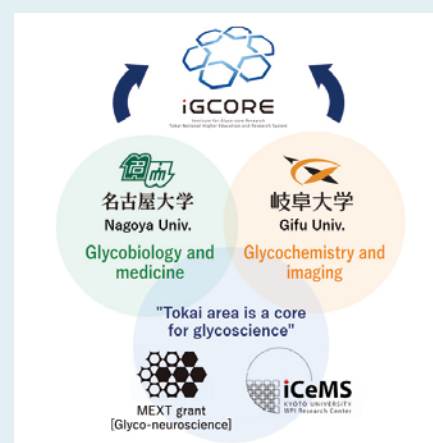 iGCORE
Institute for Glyco-core Research
Tokai National Higher Education and Research System
名古屋大学
Nagoya Univ.
Glycobiology and
medicine
岐阜大学
Gifu Univ.
Glycochemistry and
imaging
"Tokai area is a core
for glycoscience"
MEXT grant
[Glyco-neuroscience]
iCeMS
KYOTO UNIVERSITY
WPI Research Center